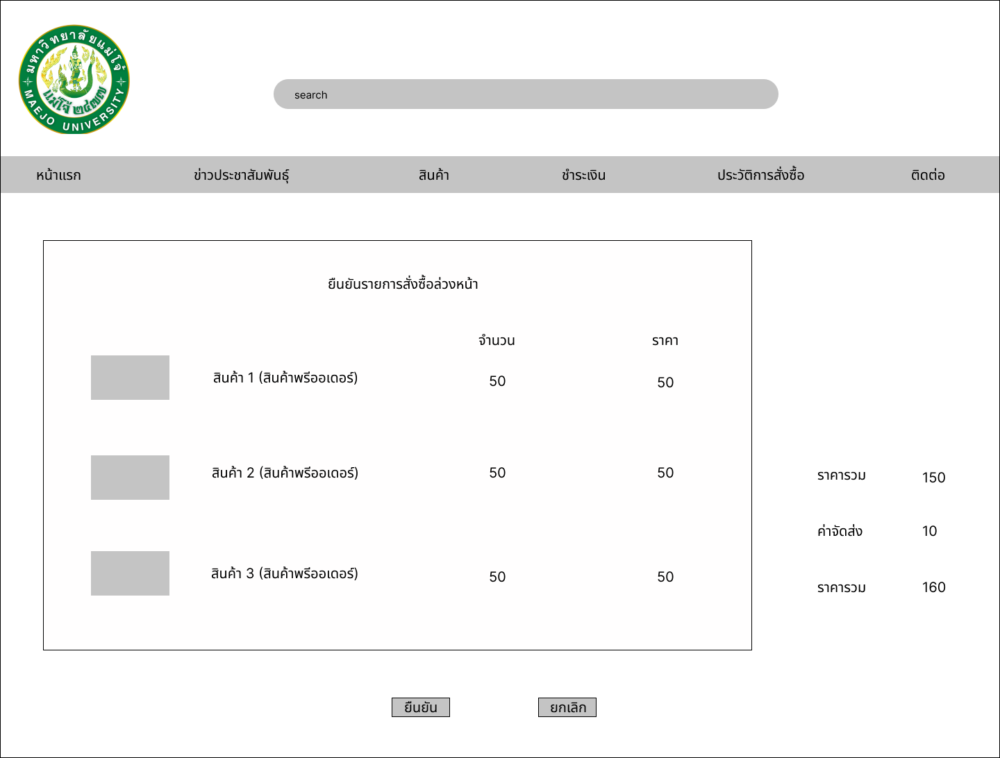 มหาวิทยาลัยแม่โจ้
แม่โจ้ ๒๔๗๗
MAEJO UNIVERSITY
search
หน้าแรก ข่าวประชาสัมพันธุ์ สินค้า ชำระเงิน ประวัติการสั่งซื้อ ติดต่อ
ยืนยันรายการสั่งซื้อล่วงหน้า
จำนวน ราคา
สินค้า 1 (สินค้าพรีออเดอร์) 50 50
สินค้า 2 (สินค้าพรีออเดอร์) 50 50
ราคารวม 150
ค่าจัดส่ง 10
สินค้า 3 (สินค้าพรีออเดอร์) 50 50
ราคารวม 160
ยืนยัน ยกเลิก